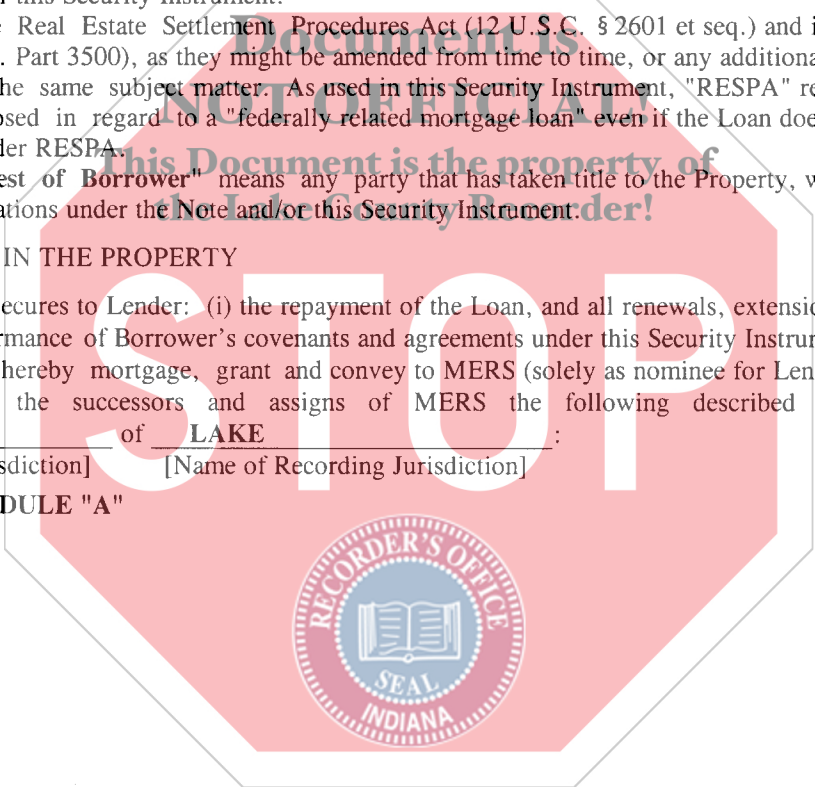 this Security Instrument.
Real Estate Settlement Procedures Act (12 U.S.C. § 2601 et seq.) and i
. Part 3500), as they might be amended from time to time, or any additiona
he same subject matter. As used in this Security Instrument, "RESPA" re
osed in regard to a "federally related mortgage loan" even if the Loan doe
der RESPA.
est of Borrower" means any party that has taken title to the Property, w
ations under the Note and/or this Security Instrument.
Document is
NOT OFFICIAL!
This Document is the property of
the Lake County Recorder!
IN THE PROPERTY
ecures to Lender: (i) the repayment of the Loan, and all renewals, extensio
rmance of Borrower's covenants and agreements under this Security Instrum
hereby mortgage, grant and convey to MERS (solely as nominee for Len
the successors and assigns of MERS the following described
of LAKE :
sdiction] [Name of Recording Jurisdiction]
DULE "A"
STOP
RECORDER'S OFFICE
SEAL
INDIANA